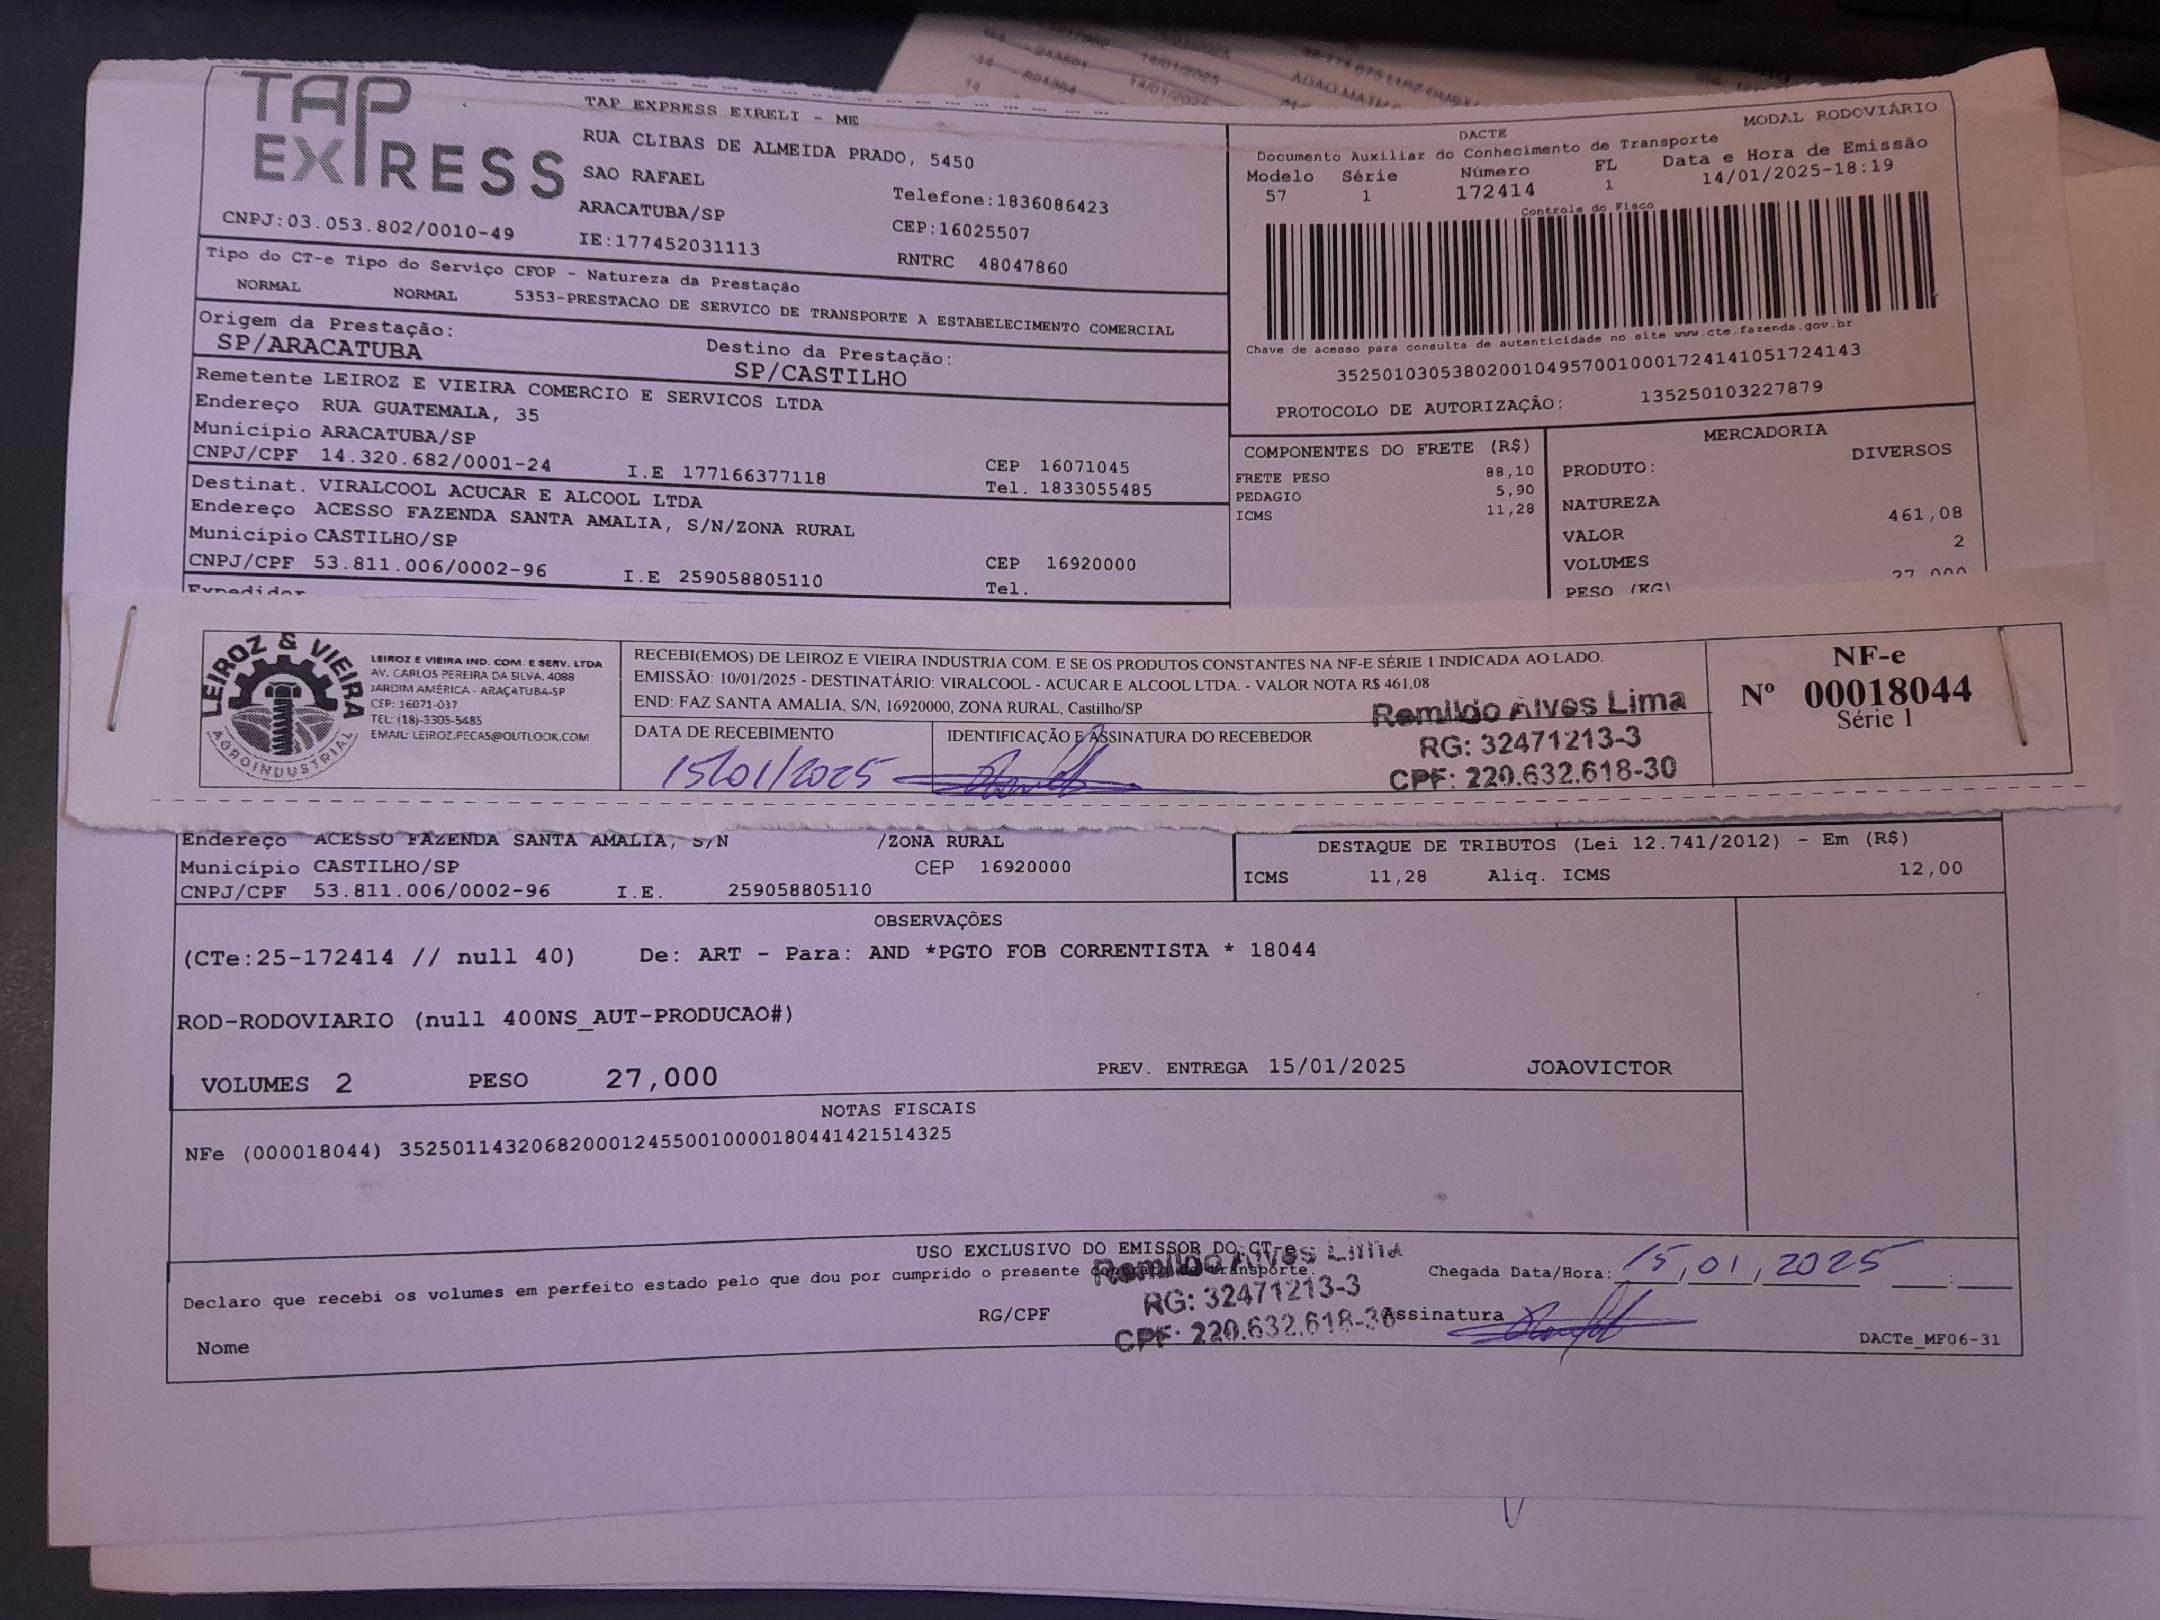 TAP EXPRESS
TAP EXPRESS EIRELI - ME
RUA CLIBAS DE ALMEIDA PRADO, 5450
SAO RAFAEL
Telefone:1836086423
ARACATUBA/SP
CEP:16025507
CNPJ:03.053.802/0010-49
IE:177452031113
RNTRC 48047860
MODAL RODOVIÁRIO
DACTE
Documento Auxiliar do Conhecimento de Transporte
Modelo Série Número FL Data e Hora de Emissão
57 1 172414 1 14/01/2025-18:19
Controle do Fisco
Chave de acesso para consulta de autenticidade no site www.cte.fazenda.gov.br
35250103053802001049570010001724141051724143
PROTOCOLO DE AUTORIZAÇÃO: 135250103227879
Tipo do CT-e Tipo do Serviço CFOP - Natureza da Prestação
NORMAL NORMAL 5353-PRESTACAO DE SERVICO DE TRANSPORTE A ESTABELECIMENTO COMERCIAL
Origem da Prestação: Destino da Prestação:
SP/ARACATUBA SP/CASTILHO
Remetente LEIROZ E VIEIRA COMERCIO E SERVICOS LTDA
Endereço RUA GUATEMALA, 35
Município ARACATUBA/SP CEP 16071045
CNPJ/CPF 14.320.682/0001-24 I.E 177166377118 Tel. 1833055485
Destinat. VIRALCOOL ACUCAR E ALCOOL LTDA
Endereço ACESSO FAZENDA SANTA AMALIA, S/N/ZONA RURAL
Município CASTILHO/SP CEP 16920000
CNPJ/CPF 53.811.006/0002-96 I.E 259058805110 Tel.
Expedidor
COMPONENTES DO FRETE (R$)
FRETE PESO 88,10
PEDAGIO 5,90
ICMS 11,28
MERCADORIA
PRODUTO: DIVERSOS
NATUREZA
VALOR 461,08
VOLUMES 2
PESO (KG) 27,000
LEIROZ & VIEIRA
AGROINDUSTRIAL
LEIROZ E VIEIRA IND. COM. E SERV. LTDA
AV. CARLOS PEREIRA DA SILVA, 4088
JARDIM AMÉRICA - ARAÇATUBA-SP
CEP: 16071-037
TEL: (18)-3305-5485
EMAIL: LEIROZ.PECAS@OUTLOOK.COM
RECEBI(EMOS) DE LEIROZ E VIEIRA INDUSTRIA COM. E SE OS PRODUTOS CONSTANTES NA NF-E SÉRIE 1 INDICADA AO LADO.
EMISSÃO: 10/01/2025 - DESTINATÁRIO: VIRALCOOL - ACUCAR E ALCOOL LTDA. - VALOR NOTA R$ 461.08
END: FAZ SANTA AMALIA, S/N, 16920000, ZONA RURAL, Castilho/SP
DATA DE RECEBIMENTO IDENTIFICAÇÃO E ASSINATURA DO RECEBEDOR
15/01/2025
Remildo Alves Lima
RG: 32471213-3
CPF: 220.632.618-30
NF-e
Nº 00018044
Série 1
Endereço ACESSO FAZENDA SANTA AMALIA, S/N /ZONA RURAL
Município CASTILHO/SP CEP 16920000
CNPJ/CPF 53.811.006/0002-96 I.E. 259058805110
DESTAQUE DE TRIBUTOS (Lei 12.741/2012) - Em (R$)
ICMS 11,28 Aliq. ICMS 12,00
OBSERVAÇÕES
(CTe:25-172414 // null 40) De: ART - Para: AND *PGTO FOB CORRENTISTA * 18044
ROD-RODOVIARIO (null 400NS_AUT-PRODUCAO#)
VOLUMES 2 PESO 27,000 PREV. ENTREGA 15/01/2025 JOAOVICTOR
NOTAS FISCAIS
NFe (000018044) 35250114320682000124550010000180441421514325
USO EXCLUSIVO DO EMISSOR DO CT-e
Declaro que recebi os volumes em perfeito estado pelo que dou por cumprido o presente contrato de transporte.
Remildo Alves Lima
RG: 32471213-3
CPF: 220.632.618-30
Chegada Data/Hora: 15,01,2025
RG/CPF Assinatura
Nome
DACTe_MF06-31